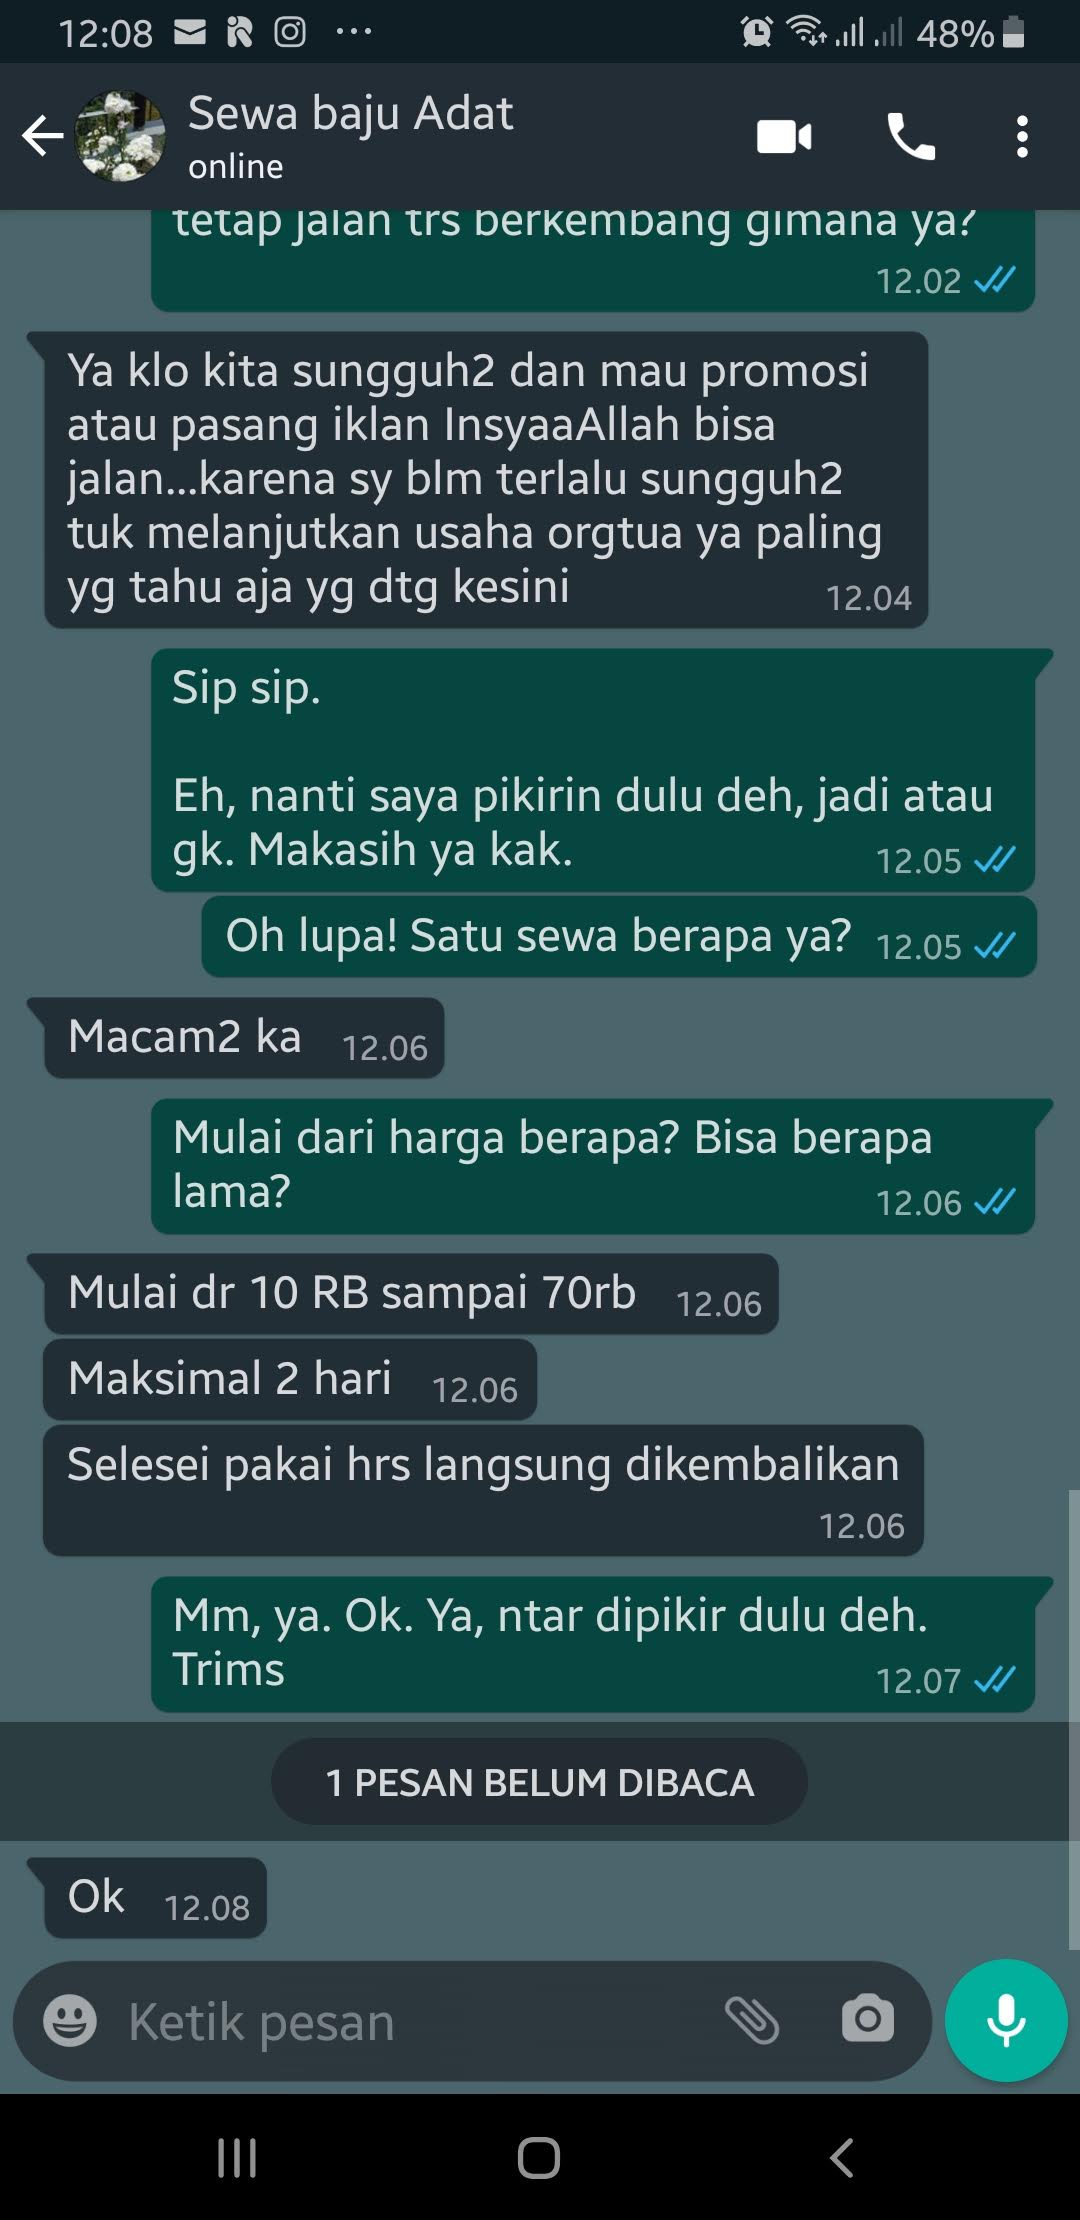 12:08
48%
Sewa baju Adat
online
tetap jalan trs berkembang gimana ya?
12.02
Ya klo kita sungguh2 dan mau promosi
atau pasang iklan InsyaaAllah bisa
jalan...karena sy blm terlalu sungguh2
tuk melanjutkan usaha orgtua ya paling
yg tahu aja yg dtg kesini
12.04
Sip sip.
Eh, nanti saya pikirin dulu deh, jadi atau
gk. Makasih ya kak.
12.05
Oh lupa! Satu sewa berapa ya? 12.05
Macam2 ka 12.06
Mulai dari harga berapa? Bisa berapa
lama?
12.06
Mulai dr 10 RB sampai 70rb 12.06
Maksimal 2 hari 12.06
Selesei pakai hrs langsung dikembalikan
12.06
Mm, ya. Ok. Ya, ntar dipikir dulu deh.
Trims
12.07
1 PESAN BELUM DIBACA
Ok 12.08
Ketik pesan